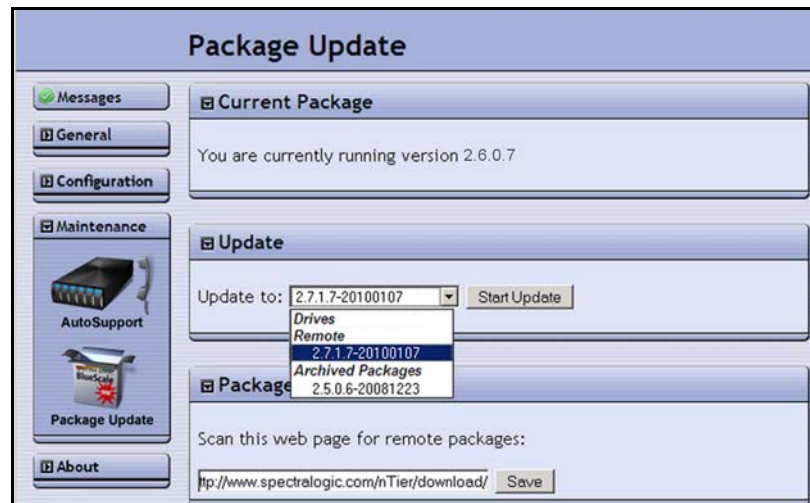 Package Update
Messages
General
Configuration
Maintenance
AutoSupport
BlueScale
Package Update
About
Current Package
You are currently running version 2.6.0.7
Update
Update to: 2.7.1.7-20100107 Start Update
Drives
Remote
2.7.1.7-20100107
Archived Packages
2.5.0.6-20081223
Package
Scan this web page for remote packages:
ttp://www.spectralogic.com/nTier/download/ Save